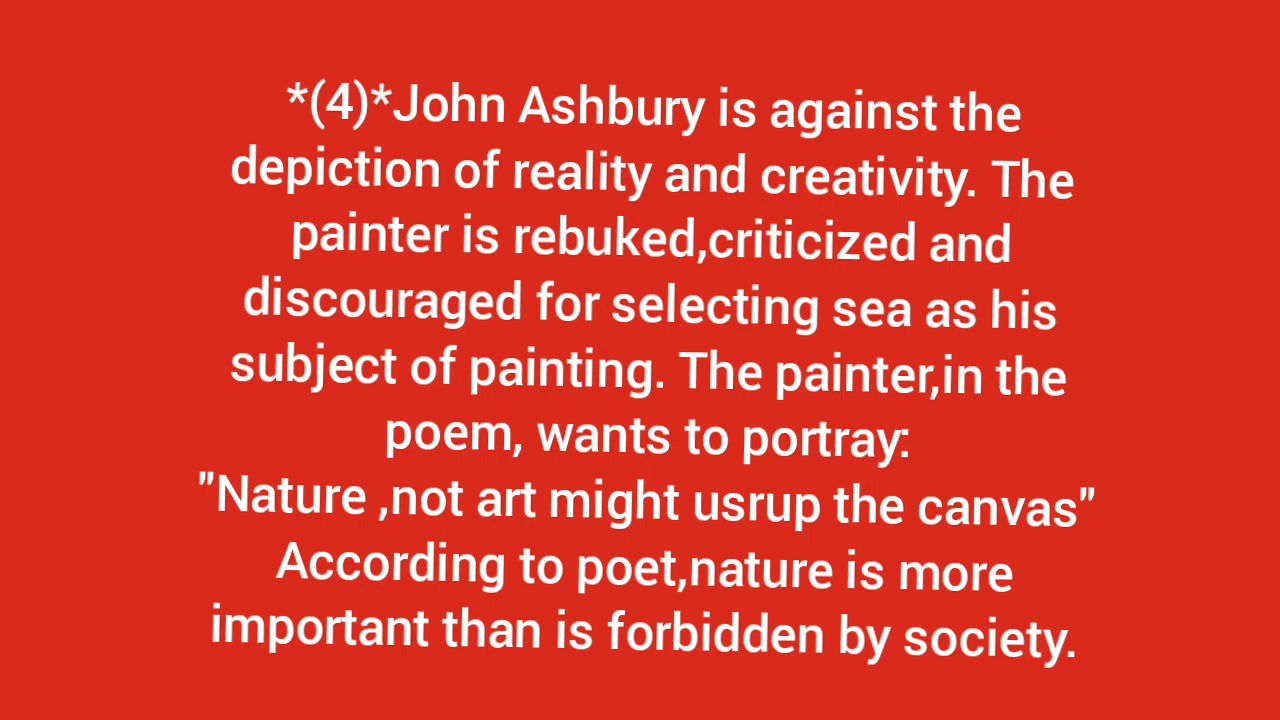 *(4)*John Ashbury is against the
depiction of reality and creativity. The
painter is rebuked,criticized and
discouraged for selecting sea as his
subject of painting. The painter,in the
poem, wants to portray:
"Nature ,not art might usrup the canvas"
According to poet,nature is more
important than is forbidden by society.